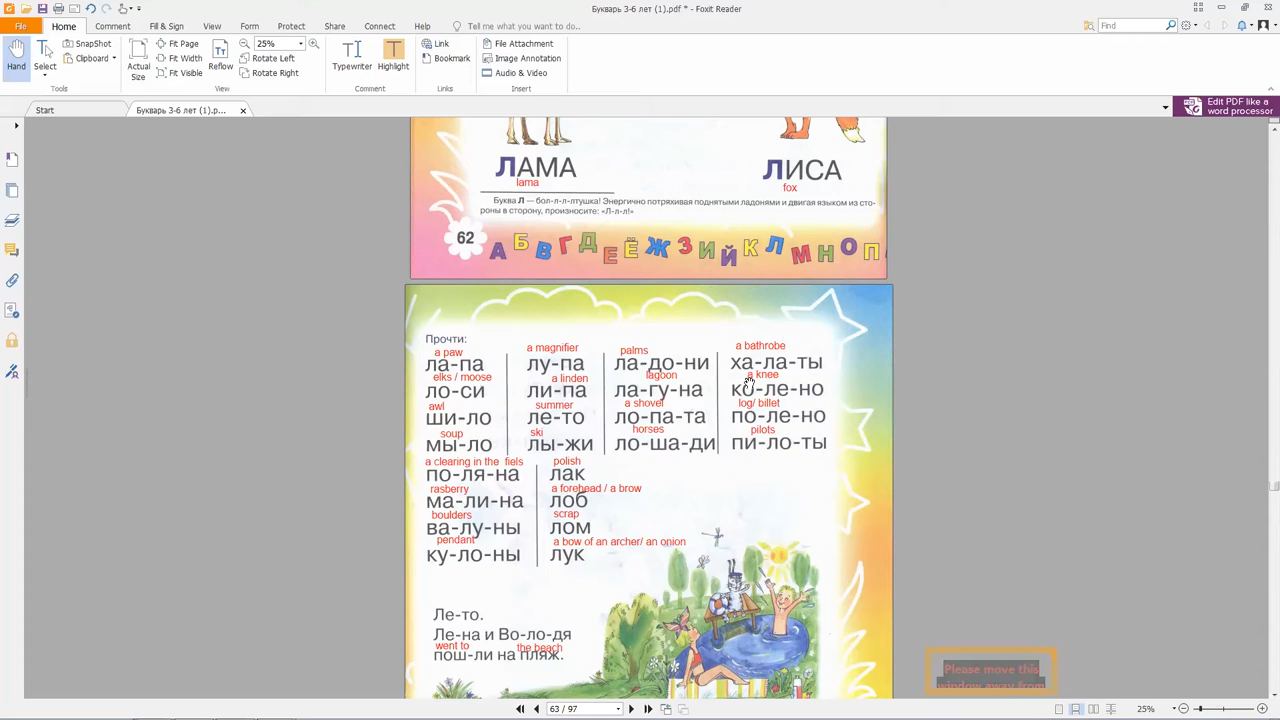 Букварь 3-6 лет (1).pdf * - Foxit Reader
File Home Comment Fill & Sign View Form Protect Share Connect Help Tell me what you want to do... Find
Hand
Select
SnapShot
Clipboard
Tools
Actual Size
Fit Page
Fit Width
Fit Visible
Reflow
25%
Rotate Left
Rotate Right
View
Typewriter
Highlight
Comment
Link
Bookmark
Links
File Attachment
Image Annotation
Audio & Video
Insert
Start
Букварь 3-6 лет (1).p...
Edit PDF like a
word processor
ЛАМА
lama
ЛИСА
fox
Буква Л — бол-л-л-лтушка! Энергично потряхивая поднятыми ладонями и двигая языком из сто-
роны в сторону, произносите: «Л-л-л!»
62
А Б В Г Д Е Ё Ж З И Й К Л М Н О П
Прочти:
a paw
ла-па
elks / moose
ло-си
awl
ши-ло
soup
мы-ло
a magnifier
лу-па
a linden
ли-па
summer
ле-то
ski
лы-жи
palms
ла-до-ни
lagoon
ла-гу-на
a shovel
ло-па-та
horses
ло-ша-ди
a bathrobe
ха-ла-ты
a knee
ко-ле-но
log/ billet
по-ле-но
pilots
пи-ло-ты
a clearing in the fiels
по-ля-на
rasberry
ма-ли-на
boulders
ва-лу-ны
pendant
ку-ло-ны
polish
лак
a forehead / a brow
лоб
scrap
лом
a bow of an archer/ an onion
лук
Ле-то.
Ле-на и Во-ло-дя
went to the beach
пош-ли на пляж.
Please move this
window away from
63 / 97
25%